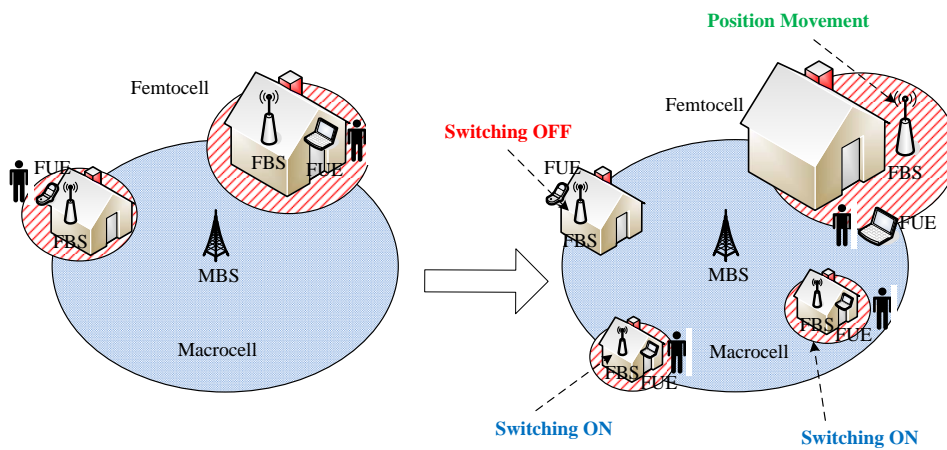 Femtocell
FBS
FUE
FUE
FBS
MBS
Macrocell
Position Movement
Femtocell
Switching OFF
FBS
FUE
FBS
FUE
MBS
FBS
FUE
Macrocell
FBS
FUE
Switching ON
Switching ON